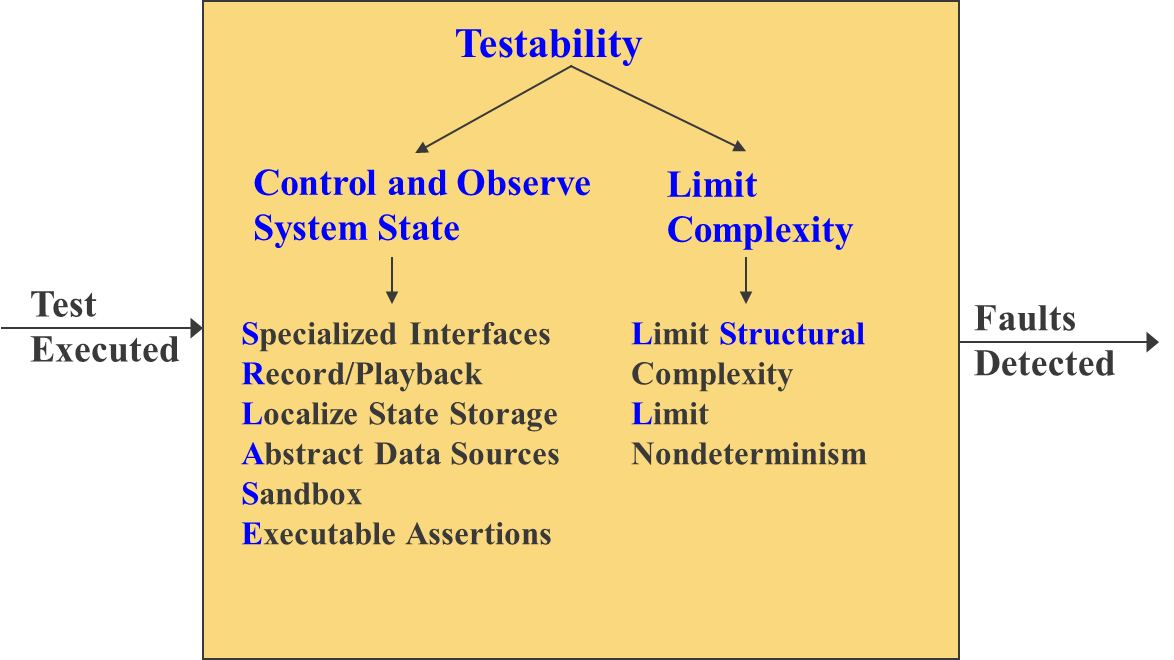 Testability
Control and Observe
System State
Limit
Complexity
Test
Executed
Specialized Interfaces
Record/Playback
Localize State Storage
Abstract Data Sources
Sandbox
Executable Assertions
Limit Structural
Complexity
Limit
Nondeterminism
Faults
Detected